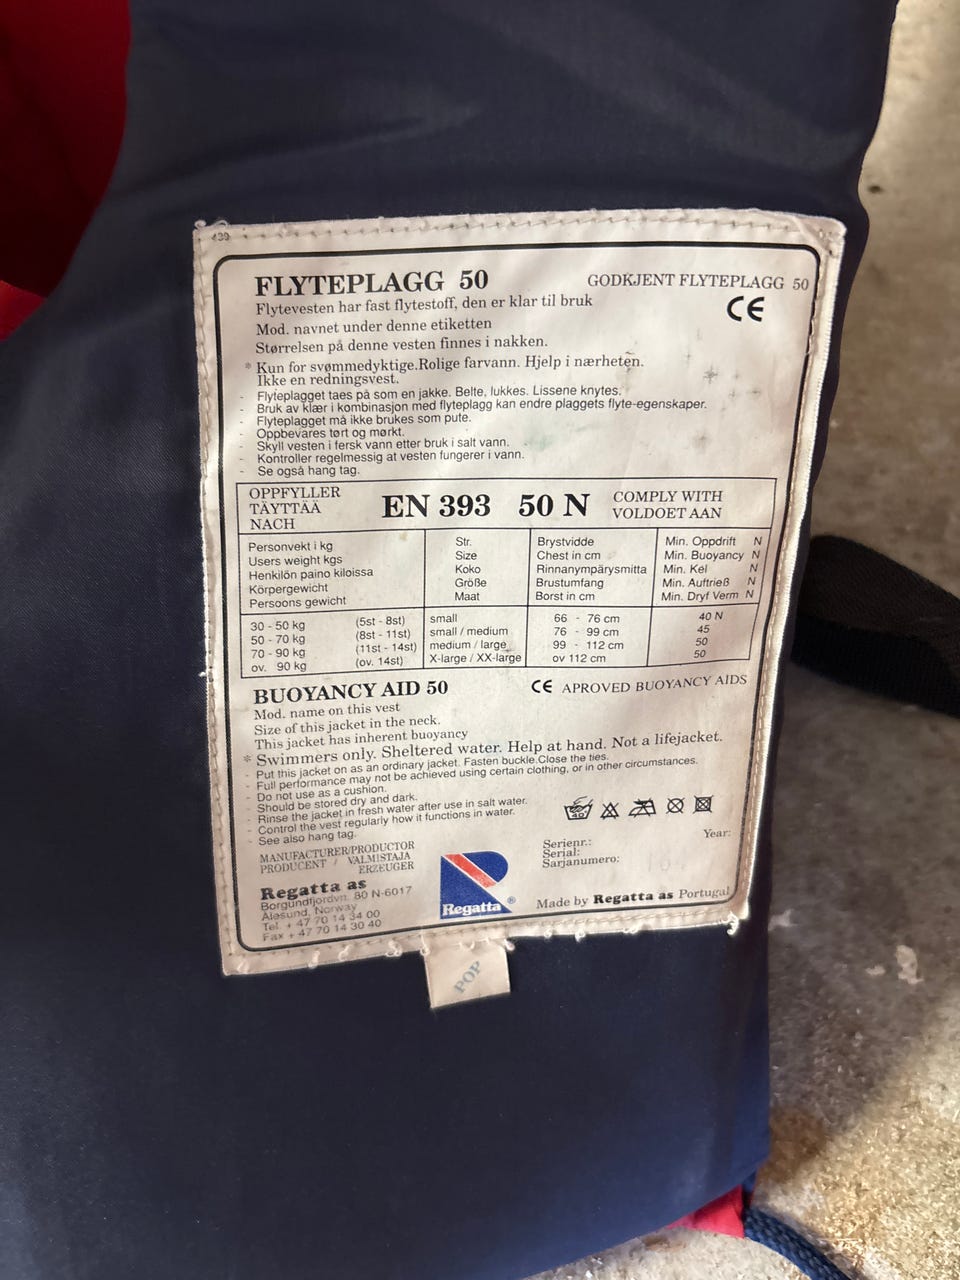 439
FLYTEPLAGG 50
GODKJENT FLYTEPLAGG 50
Flytevesten har fast flytestoff, den er klar til bruk
CE
Mod. navnet under denne etiketten
Størrelsen på denne vesten finnes i nakken.
* Kun for svømmedyktige.Rolige farvann. Hjelp i nærheten.
Ikke en redningsvest.
- Flyteplagget taes på som en jakke. Belte, lukkes. Lissene knytes.
- Bruk av klær i kombinasjon med flyteplagg kan endre plaggets flyte-egenskaper.
- Flyteplagget må ikke brukes som pute.
- Oppbevares tørt og mørkt.
- Skyll vesten i fersk vann etter bruk i salt vann.
- Kontroller regelmessig at vesten fungerer i vann.
- Se også hang tag.
OPPFYLLER
TÄYTTÄÄ
NACH
EN 393 50 N
COMPLY WITH
VOLDOET AAN
Personvekt i kg
Users weight kgs
Henkilön paino kiloissa
Körpergewicht
Persoons gewicht
Str.
Size
Koko
Größe
Maat
Brystvidde
Chest in cm
Rinnanympärysmitta
Brustumfang
Borst in cm
Min. Oppdrift N
Min. Buoyancy N
Min. Kel N
Min. Auftrieß N
Min. Dryf Verm N
30 - 50 kg (5st - 8st) small 66 - 76 cm 40 N
50 - 70 kg (8st - 11st) small / medium 76 - 99 cm 45
70 - 90 kg (11st - 14st) medium / large 99 - 112 cm 50
ov. 90 kg (ov. 14st) X-large / XX-large ov 112 cm 50
BUOYANCY AID 50
CE APROVED BUOYANCY AIDS
Mod. name on this vest
Size of this jacket in the neck.
This jacket has inherent buoyancy
* Swimmers only. Sheltered water. Help at hand. Not a lifejacket.
- Put this jacket on as an ordinary jacket. Fasten buckle.Close the ties.
- Full performance may not be achieved using certain clothing, or in other circumstances.
- Do not use as a cushion.
- Should be stored dry and dark.
- Rinse the jacket in fresh water after use in salt water.
- Control the vest regularly how it functions in water.
- See also hang tag.
40
MANUFACTURER/PRODUCTOR
PRODUCENT / VALMISTAJA
ERZEUGER
Serienr.:
Serial:
Sarjanumero:
Year:
Regatta as
Borgundfjordvn. 80 N-6017
Ålesund, Norway
Tel. + 47 70 14 34 00
Fax + 47 70 14 30 40
Regatta ®
Made by Regatta as Portugal
POP